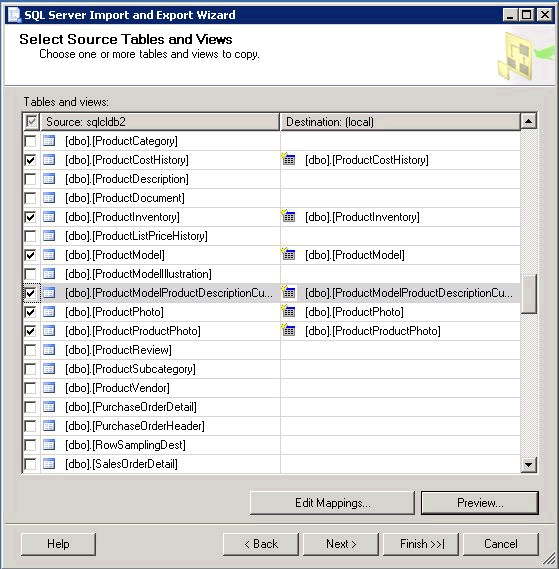 SQL Server Import and Export Wizard
Select Source Tables and Views
Choose one or more tables and views to copy.
Tables and views:
Source: sqlcldb2 Destination: (local)
[dbo].[ProductCategory]
[dbo].[ProductCostHistory] [dbo].[ProductCostHistory]
[dbo].[ProductDescription]
[dbo].[ProductDocument]
[dbo].[ProductInventory] [dbo].[ProductInventory]
[dbo].[ProductListPriceHistory]
[dbo].[ProductModel] [dbo].[ProductModel]
[dbo].[ProductModelIllustration]
[dbo].[ProductModelProductDescriptionCu... [dbo].[ProductModelProductDescriptionCu...
[dbo].[ProductPhoto] [dbo].[ProductPhoto]
[dbo].[ProductProductPhoto] [dbo].[ProductProductPhoto]
[dbo].[ProductReview]
[dbo].[ProductSubcategory]
[dbo].[ProductVendor]
[dbo].[PurchaseOrderDetail]
[dbo].[PurchaseOrderHeader]
[dbo].[RowSamplingDest]
[dbo].[SalesOrderDetail]
Edit Mappings... Preview...
Help < Back Next > Finish >>| Cancel